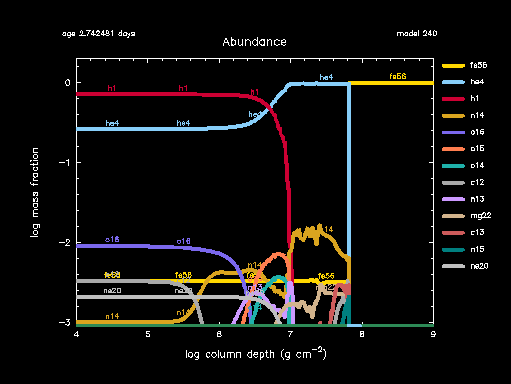 age 2.742481 days
model 240
Abundance
log mass fraction
0
-1
-2
-3
4 5 6 7 8 9
log column depth (g cm⁻²)
h1 h1 h1
he4 he4 he4
he4
fe56
o16 o16
fe56 fe56 fe56
ne20
n14 n14 n14 n14
fe56
he4
h1
n14
o16
o15
o14
c12
n13
mg22
c13
n15
ne20